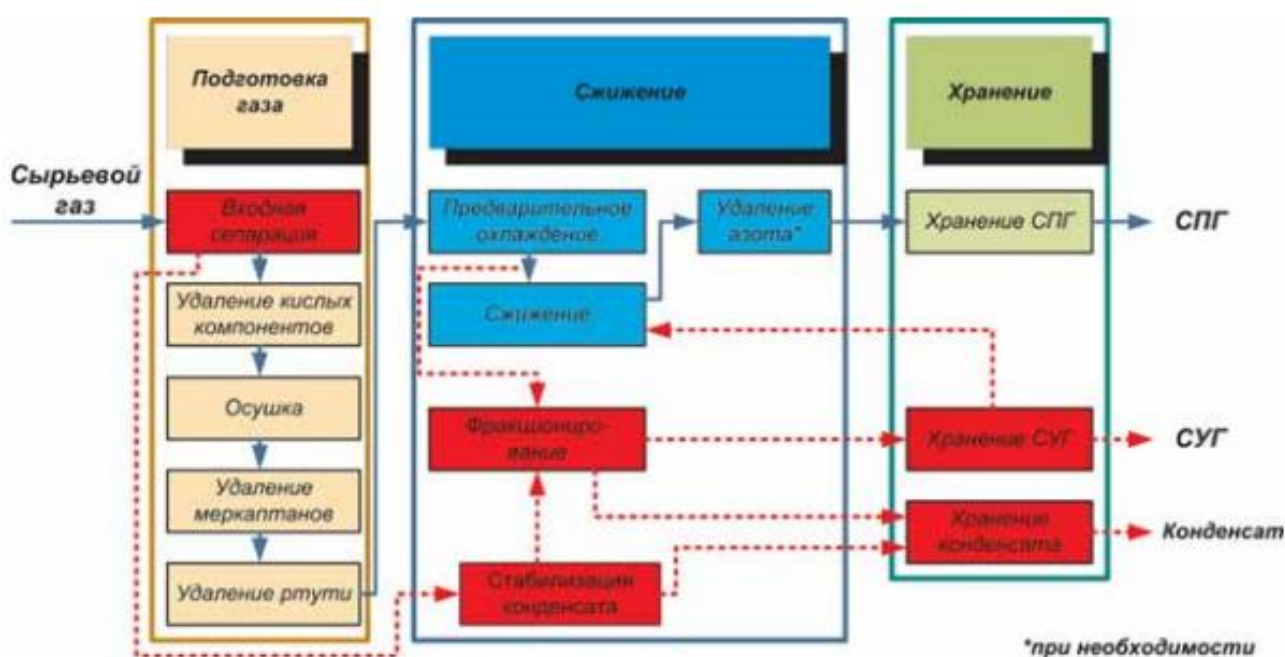 Подготовка
газа
Сжижение
Хранение
Сырьевой
газ
Входная
сепарация
Предварительное
охлаждение
Удаление
азота*
Хранение СПГ
СПГ
Удаление кислых
компонентов
Сжижение
Осушка
Фракциониро-
вание
Хранение СУГ
СУГ
Удаление
меркаптанов
Хранение
конденсата
Конденсат
Удаление ртути
Стабилизация
конденсата
*при необходимости